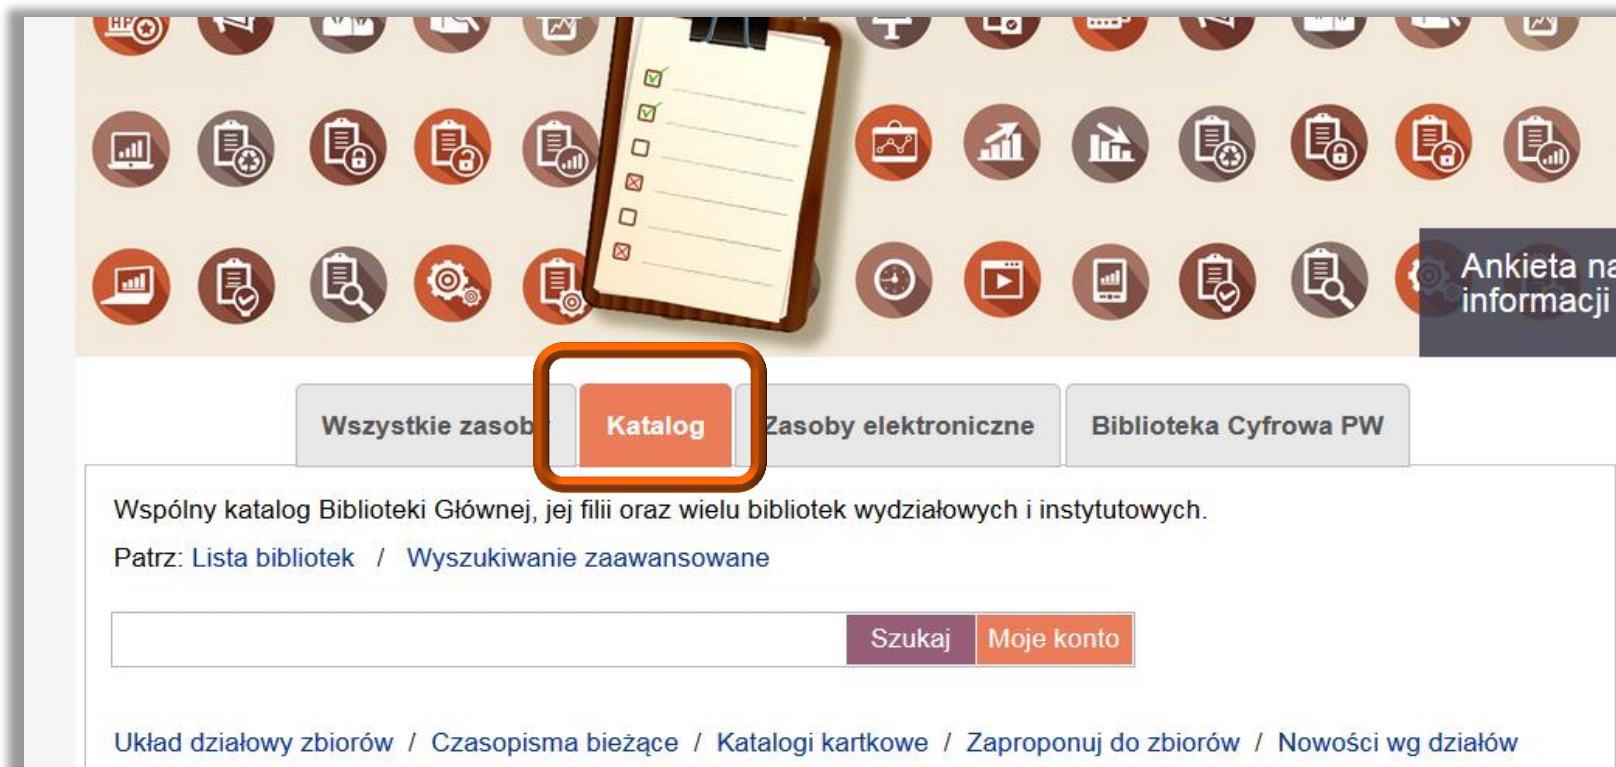 HP
Ankieta na
informacji
Wszystkie zasoby
Katalog
Zasoby elektroniczne
Biblioteka Cyfrowa PW
Wspólny katalog Biblioteki Głównej, jej filii oraz wielu bibliotek wydziałowych i instytutowych.
Patrz: Lista bibliotek / Wyszukiwanie zaawansowane
Szukaj
Moje konto
Układ działowy zbiorów / Czasopisma bieżące / Katalogi kartkowe / Zaproponuj do zbiorów / Nowości wg działów